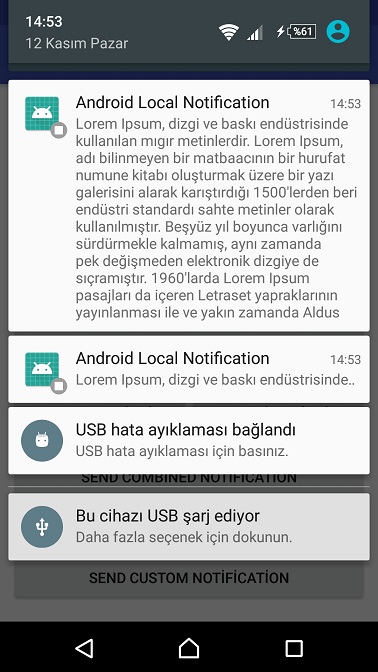 14:53
12 Kasım Pazar
%61
Android Local Notification 14:53
Lorem Ipsum, dizgi ve baskı endüstrisinde
kullanılan mıgır metinlerdir. Lorem Ipsum,
adı bilinmeyen bir matbaacının bir hurufat
numune kitabı oluşturmak üzere bir yazı
galerisini alarak karıştırdığı 1500'lerden beri
endüstri standardı sahte metinler olarak
kullanılmıştır. Beşyüz yıl boyunca varlığını
sürdürmekle kalmamış, aynı zamanda
pek değişmeden elektronik dizgiye de
sıçramıştır. 1960'larda Lorem Ipsum
pasajları da içeren Letraset yapraklarının
yayınlanması ile ve yakın zamanda Aldus
Android Local Notification 14:53
Lorem Ipsum, dizgi ve baskı endüstrisinde..
USB hata ayıklaması bağlandı
USB hata ayıklaması için basınız.
SEND COMBINED NOTIFICATION
Bu cihazı USB şarj ediyor
Daha fazla seçenek için dokunun.
SEND CUSTOM NOTİFİCATİON